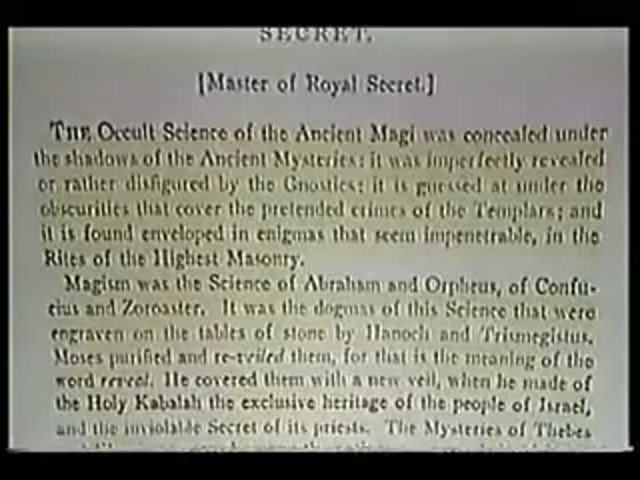 SECRET.
[Master of Royal Secret.]
THE Occult Science of the Ancient Magi was concealed under
the shadows of the Ancient Mysteries: it was imperfectly revealed
or rather disfigured by the Gnostics: it is guessed at under the
obscurities that cover the pretended crimes of the Templars; and
it is found enveloped in enigmas that seem impenetrable, in the
Rites of the Highest Masonry.
Magism was the Science of Abraham and Orpheus, of Confu-
cius and Zoroaster. It was the dogmas of this Science that were
engraven on the tables of stone by Hanoch and Trismegistus.
Moses purified and re-veiled them, for that is the meaning of the
word reveal. He covered them with a new veil, when he made of
the Holy Kabalah the exclusive heritage of the people of Israel,
and the inviolable Secret of its priests. The Mysteries of Thebes